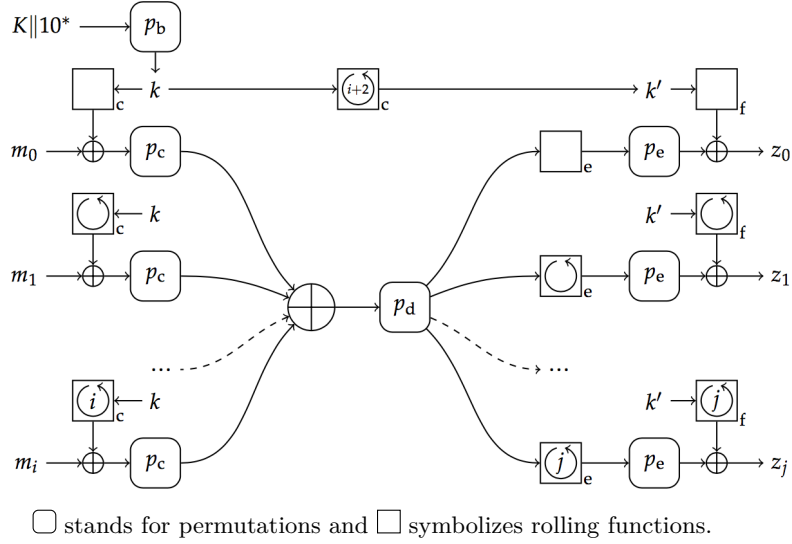 K∥10* p_b
k i+2 c k′
c f
m_0 p_c e p_e z_0
k k′
c f
m_1 p_c p_d e p_e z_1
... ...
i k k′ j
c f
m_i p_c j e p_e z_j
stands for permutations and symbolizes rolling functions.